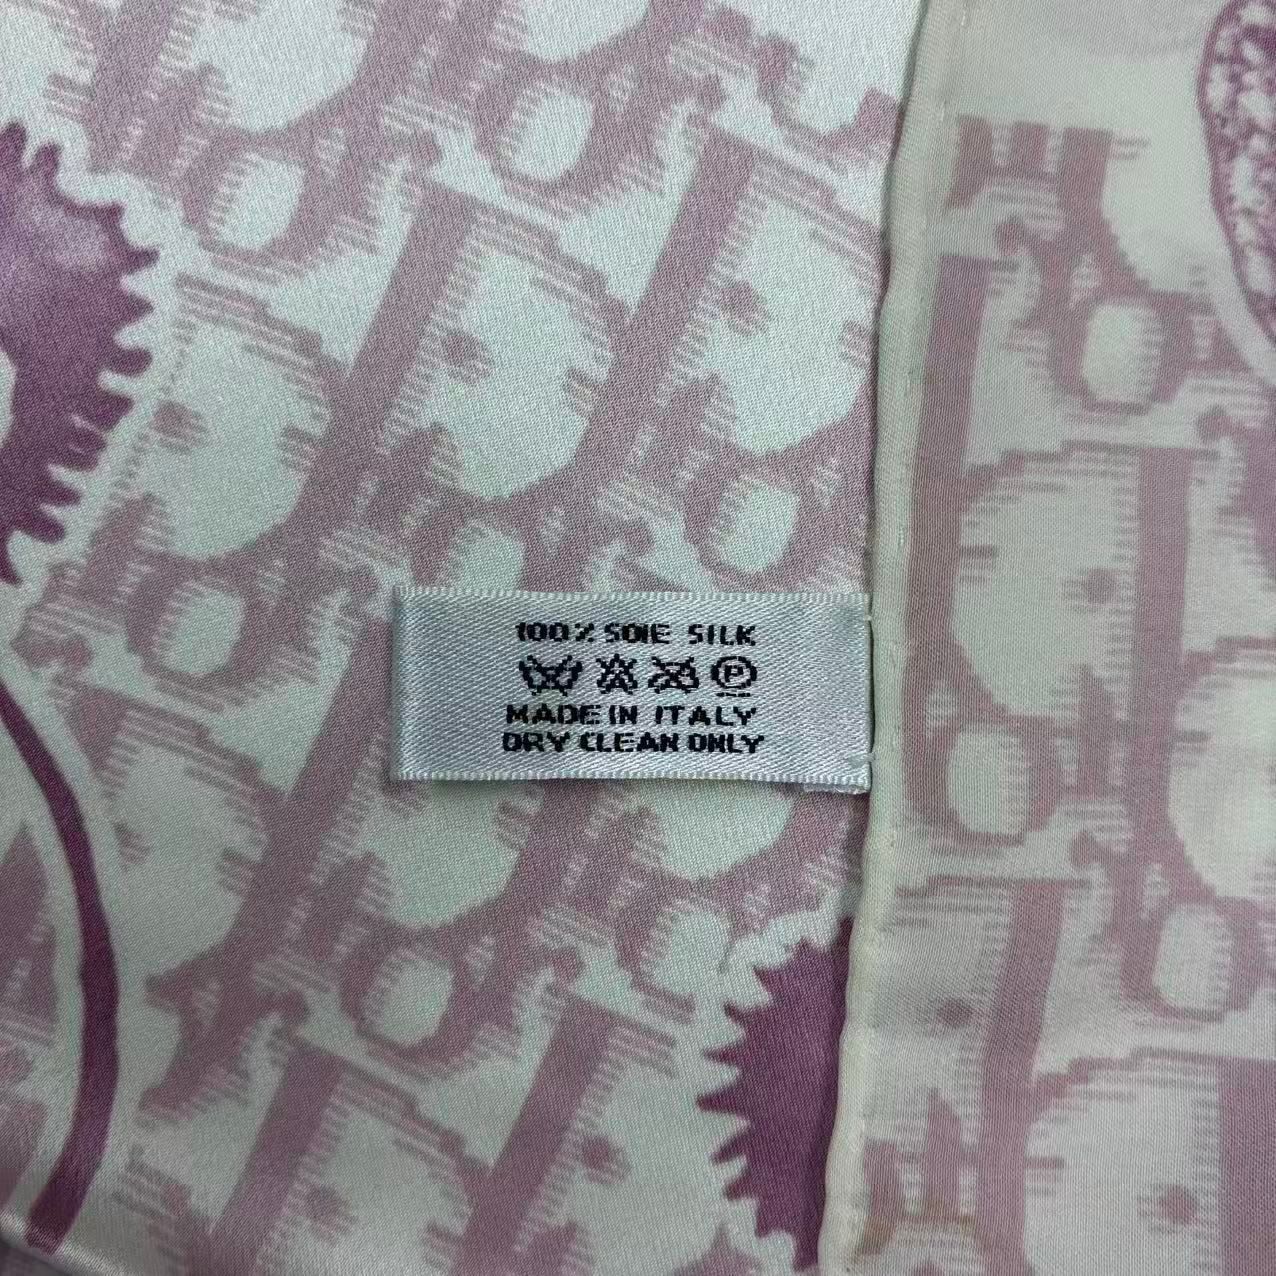 100% SOIE SILK
P
MADE IN ITALY
DRY CLEAN ONLY